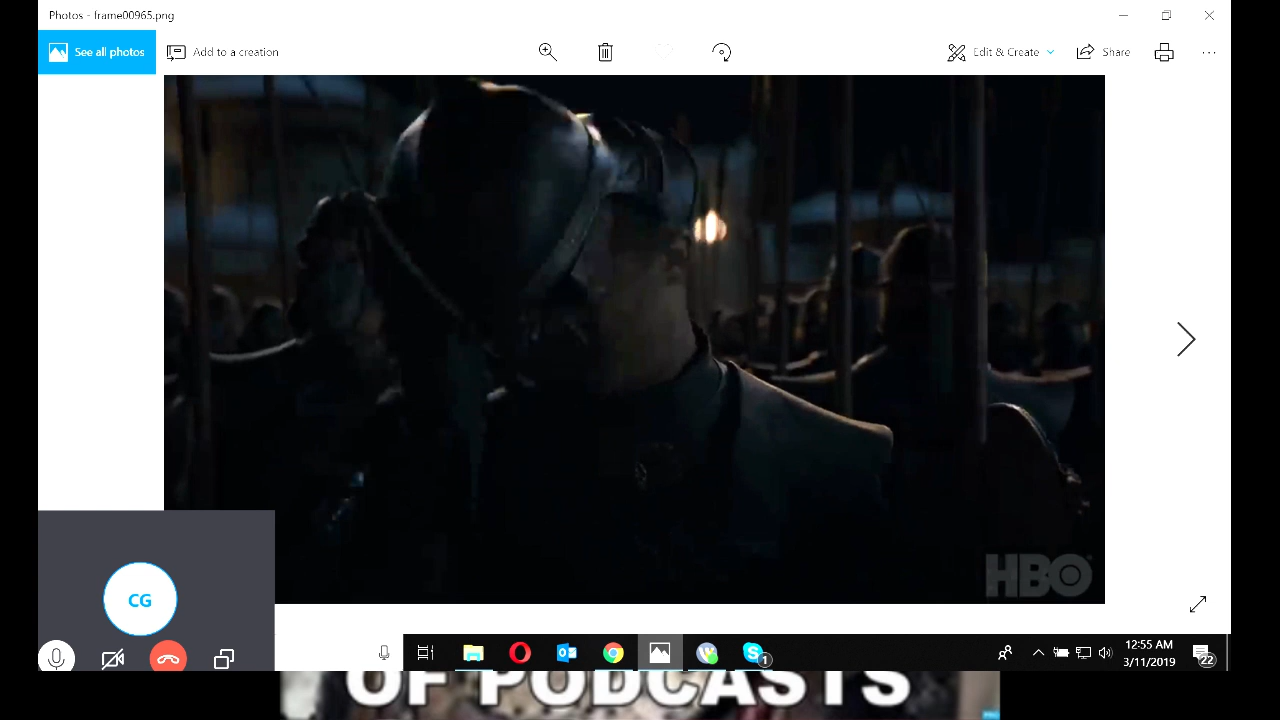 Photos - frame00965.png
See all photos
Add to a creation
Edit & Create
Share
HBO
CG
12:55 AM
3/11/2019
22
1
OF PODCASTS